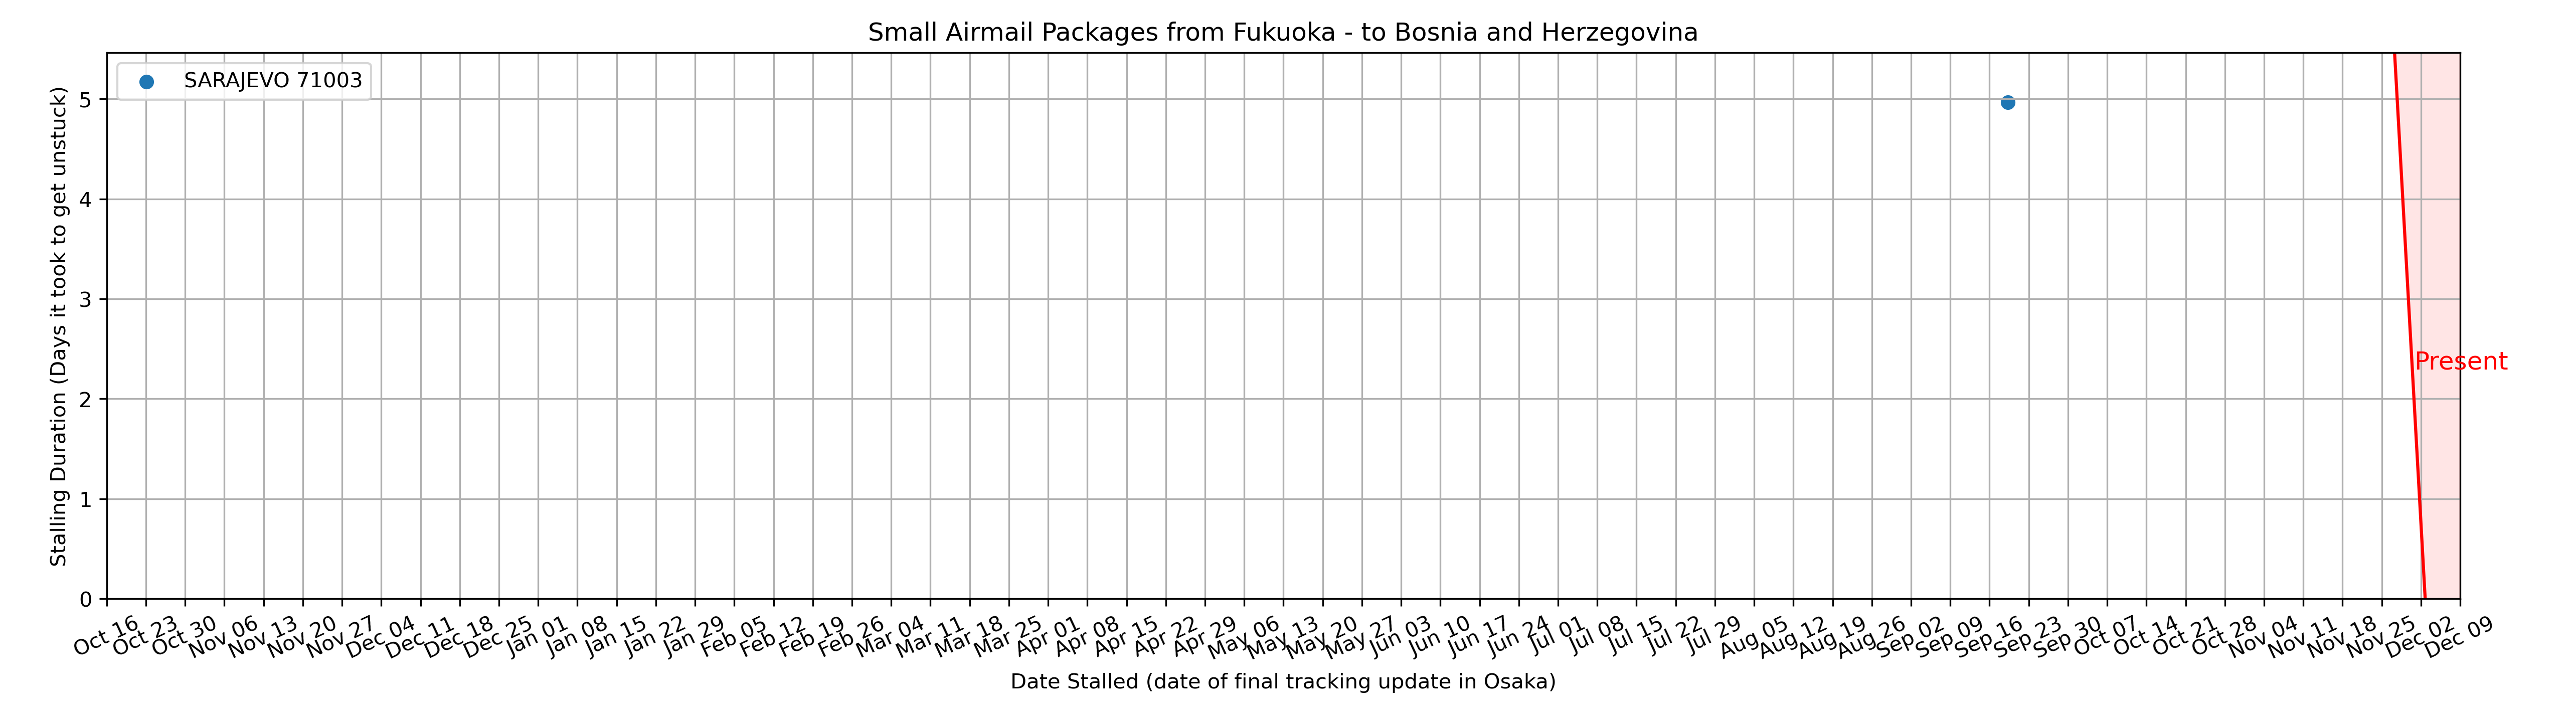 Small Airmail Packages from Fukuoka - to Bosnia and Herzegovina
SARAJEVO 71003
Stalling Duration (Days it took to get unstuck)
5
4
3
2
1
0
Present
Oct 16 Oct 23 Oct 30 Nov 06 Nov 13 Nov 20 Nov 27 Dec 04 Dec 11 Dec 18 Dec 25 Jan 01 Jan 08 Jan 15 Jan 22 Jan 29 Feb 05 Feb 12 Feb 19 Feb 26 Mar 04 Mar 11 Mar 18 Mar 25 Apr 01 Apr 08 Apr 15 Apr 22 Apr 29 May 06 May 13 May 20 May 27 Jun 03 Jun 10 Jun 17 Jun 24 Jul 01 Jul 08 Jul 15 Jul 22 Jul 29 Aug 05 Aug 12 Aug 19 Aug 26 Sep 02 Sep 09 Sep 16 Sep 23 Sep 30 Oct 07 Oct 14 Oct 21 Oct 28 Nov 04 Nov 11 Nov 18 Nov 25 Dec 02 Dec 09
Date Stalled (date of final tracking update in Osaka)